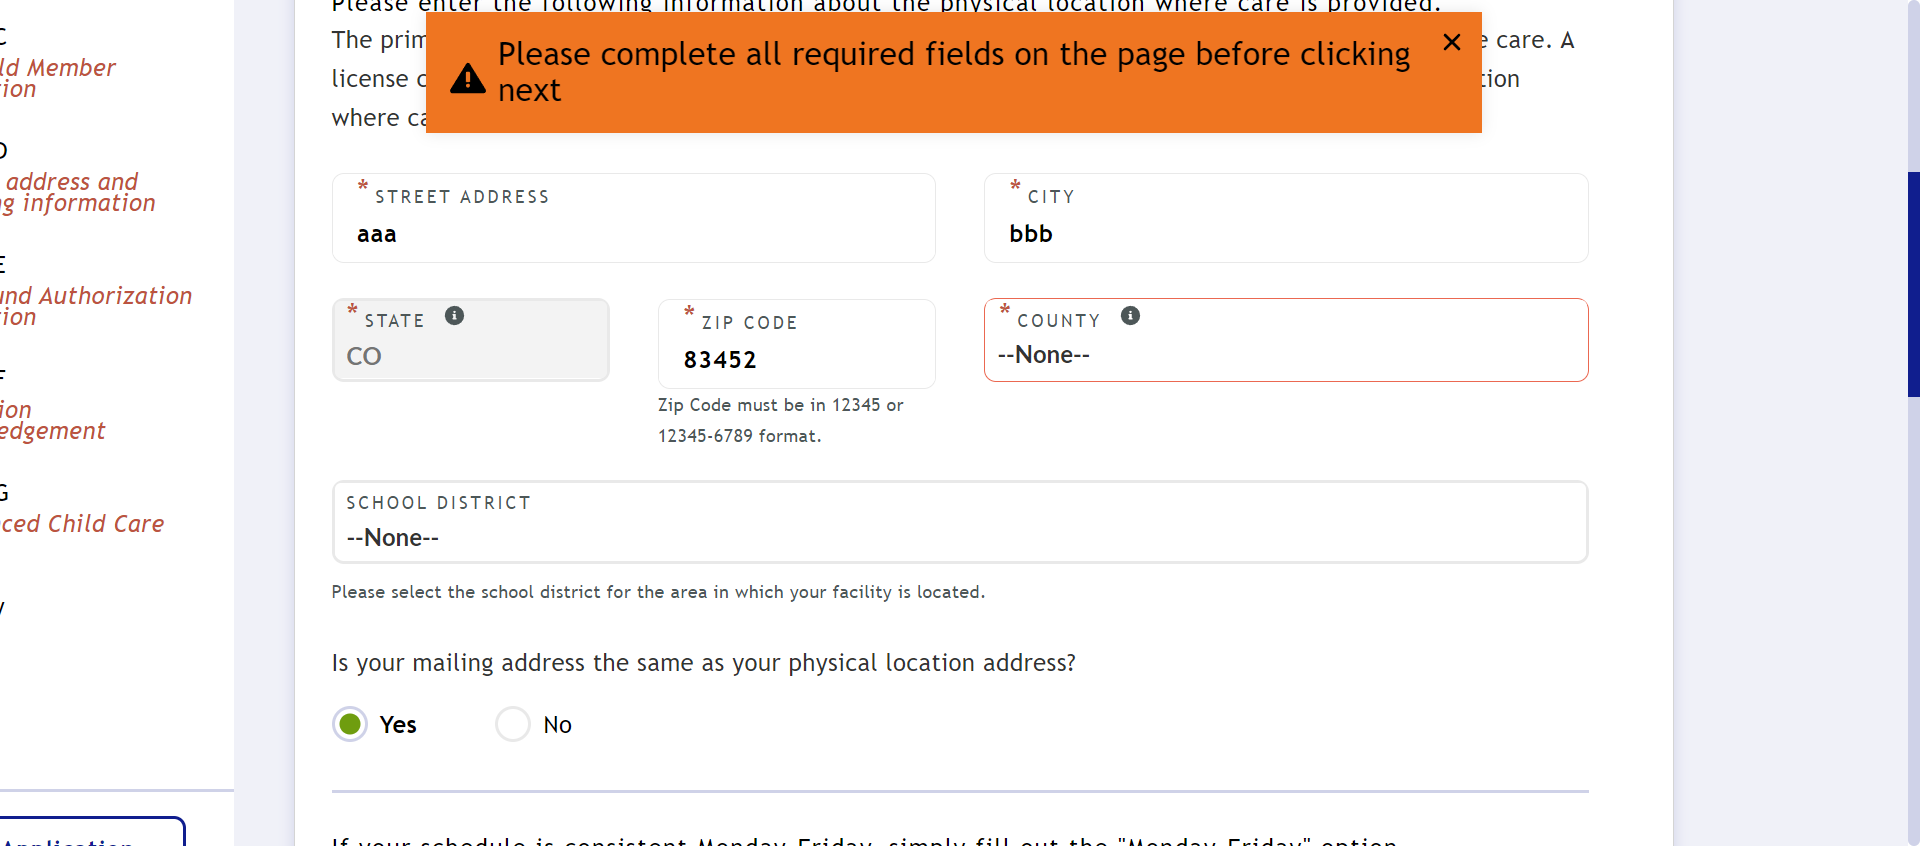 C
ld Member
ion
D
address and
g information
E
und Authorization
ion
F
ion
edgement
G
ced Child Care
Application
Please enter the following information about the physical location where care is provided.
The prim
e care. A
license c
tion
where ca
Please complete all required fields on the page before clicking
next
* STREET ADDRESS
aaa
* CITY
bbb
* STATE
CO
* ZIP CODE
83452
Zip Code must be in 12345 or
12345-6789 format.
* COUNTY
--None--
SCHOOL DISTRICT
--None--
Please select the school district for the area in which your facility is located.
Is your mailing address the same as your physical location address?
Yes
No
If your schedule is consistent Monday-Friday, simply fill out the "Monday-Friday" option